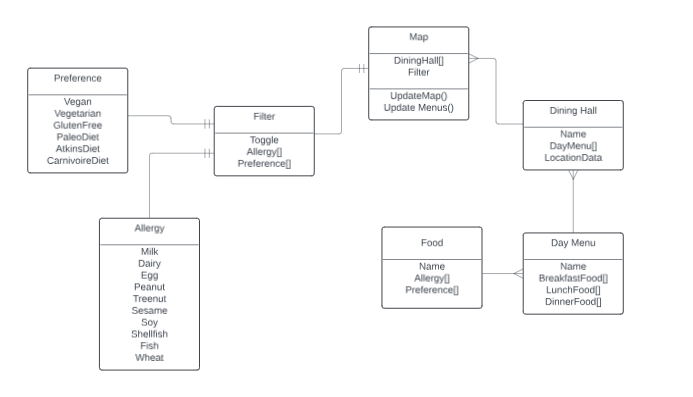 Map
DiningHall[]
Filter
UpdateMap()
Update Menus()
Preference
Vegan
Vegetarian
GlutenFree
PaleoDiet
AtkinsDiet
CarnivoireDiet
Filter
Toggle
Allergy[]
Preference[]
Dining Hall
Name
DayMenu[]
LocationData
Allergy
Milk
Dairy
Egg
Peanut
Treenut
Sesame
Soy
Shellfish
Fish
Wheat
Food
Name
Allergy[]
Preference[]
Day Menu
Name
BreakfastFood[]
LunchFood[]
DinnerFood[]